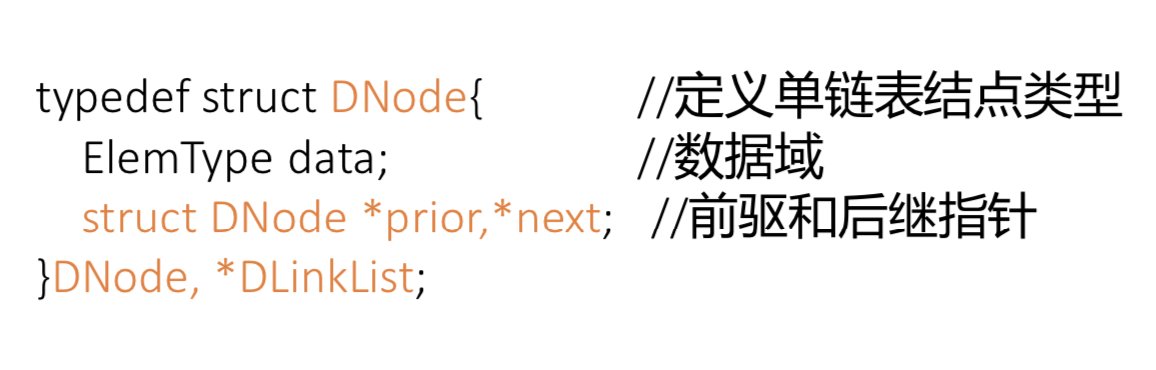 typedef struct DNode{ //定义单链表结点类型
ElemType data; //数据域
struct DNode *prior,*next; //前驱和后继指针
}DNode, *DLinkList;